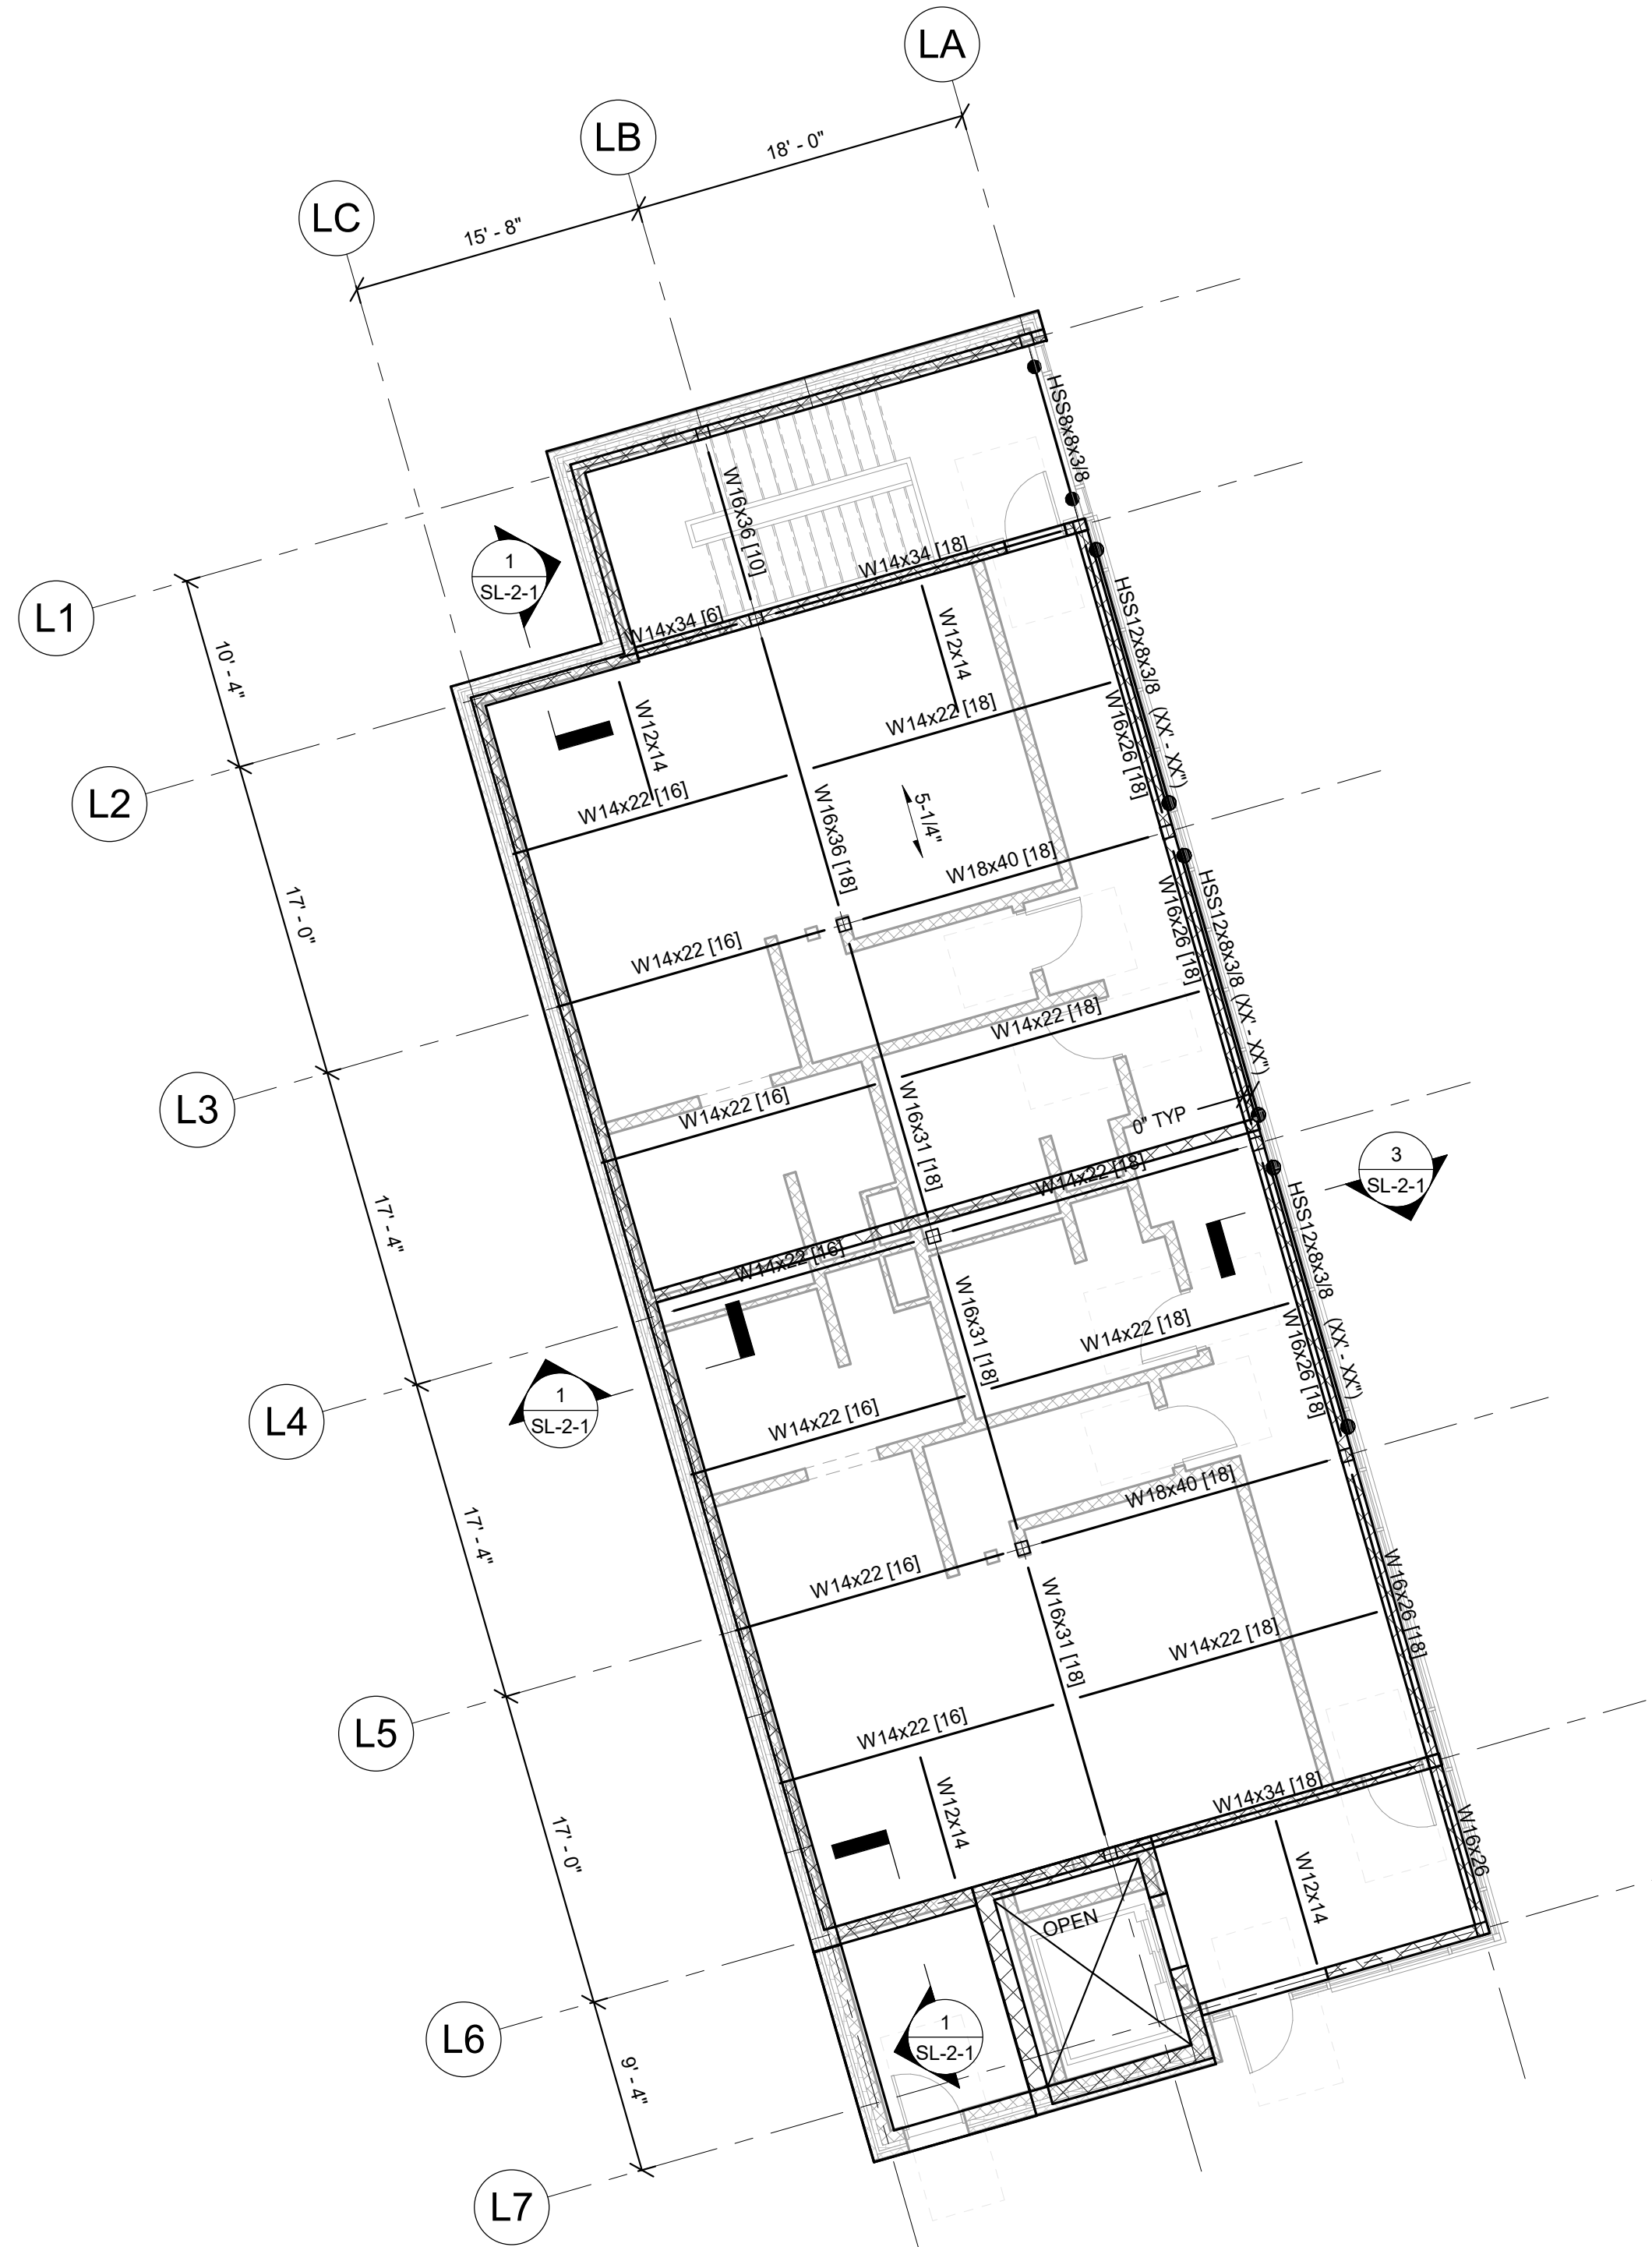 LA
LB
18' - 0"
LC
15' - 8"
HSS8x8x3/8
W16x36 [10]
1
SL-2-1
W14x34 [18]
L1
W14x34 [6]
HSS12x8x3/8 (XX' - XX")
W12x14
10' - 4"
W12x14
W14x22 [18]
W16x26 [18]
L2
W14x22 [16]
W16x36 [18]
5-1/4"
W18x40 [18]
HSS12x8x3/8 (XX' - XX")
W16x26 [18]
17' - 0"
W14x22 [16]
W14x22 [18]
L3
W14x22 [16]
W16x31 [18]
0" TYP
3
SL-2-1
W14x22 [18]
17' - 4"
W14x22 [16]
HSS12x8x3/8 (XX' - XX")
W16x31 [18]
W14x22 [18]
W16x26 [18]
1
SL-2-1
L4
W14x22 [16]
W18x40 [18]
17' - 4"
W14x22 [16]
W16x31 [18]
W16x26 [18]
W14x22 [18]
L5
W14x22 [16]
W14x34 [18]
W12x14
17' - 0"
W16x26
W12x14
OPEN
L6
1
SL-2-1
9' - 4"
L7